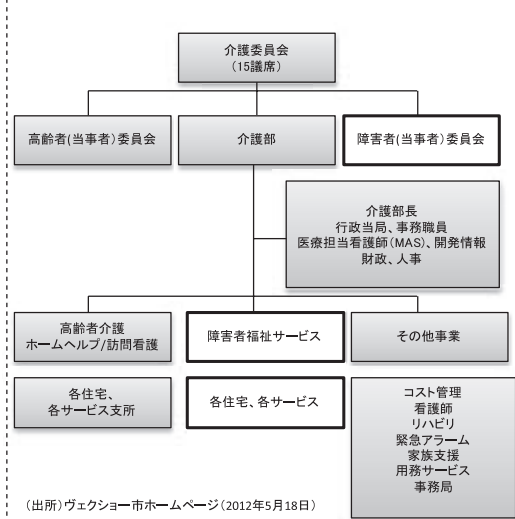 介護委員会
(15議席)
高齢者(当事者)委員会
介護部
障害者(当事者)委員会
介護部長
行政当局、事務職員
医療担当看護師(MAS)、開発情報
財政、人事
高齢者介護
ホームヘルプ/訪問看護
障害者福祉サービス
その他事業
各住宅、
各サービス支所
各住宅、各サービス
コスト管理
看護師
リハビリ
緊急アラーム
家族支援
用務サービス
事務局
(出所)ヴェクショー市ホームページ(2012年5月18日)